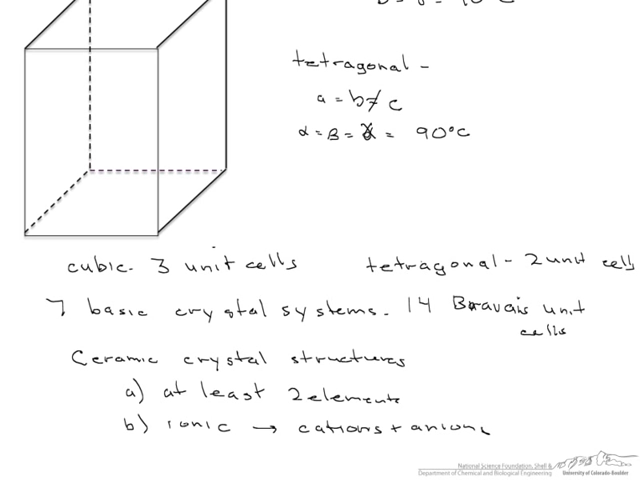 tetragonal -
a = b ≠ c
α = β = γ = 90°C
cubic. 3 unit cells
tetragonal - 2 unit cells
7 basic crystal systems. 14 Bravais unit
cells
Ceramic crystal structures
a) at least 2 elements
b) ionic → cations + anions
National Science Foundation, Shell &
Department of Chemical and Biological Engineering
University of Colorado-Boulder